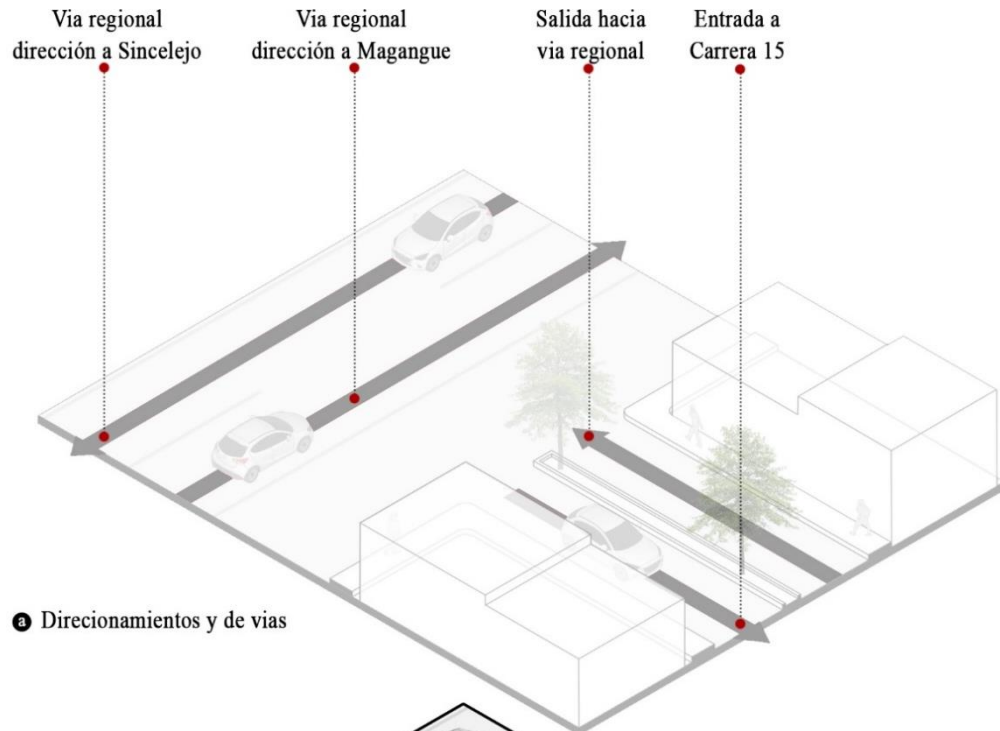 Via regional
dirección a Sincelejo
Via regional
dirección a Magangue
Salida hacia
via regional
Entrada a
Carrera 15
a Direcionamientos y de vias